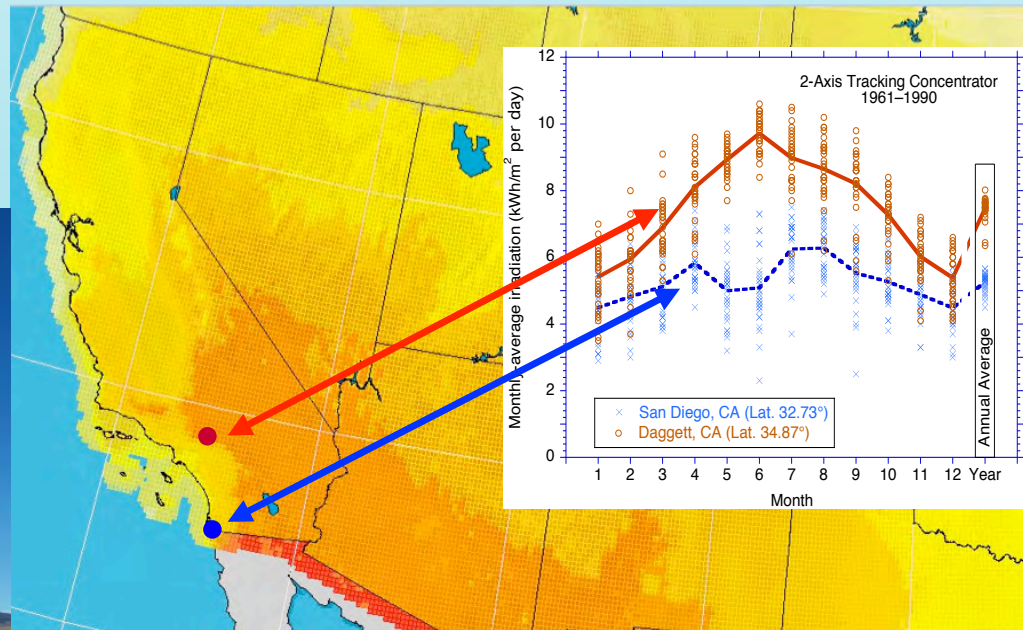 2-Axis Tracking Concentrator
1961–1990
Monthly-average irradiation (kWh/m² per day)
12
10
8
6
4
2
0
× San Diego, CA (Lat. 32.73°)
○ Daggett, CA (Lat. 34.87°)
Annual Average
1 2 3 4 5 6 7 8 9 10 11 12 Year
Month